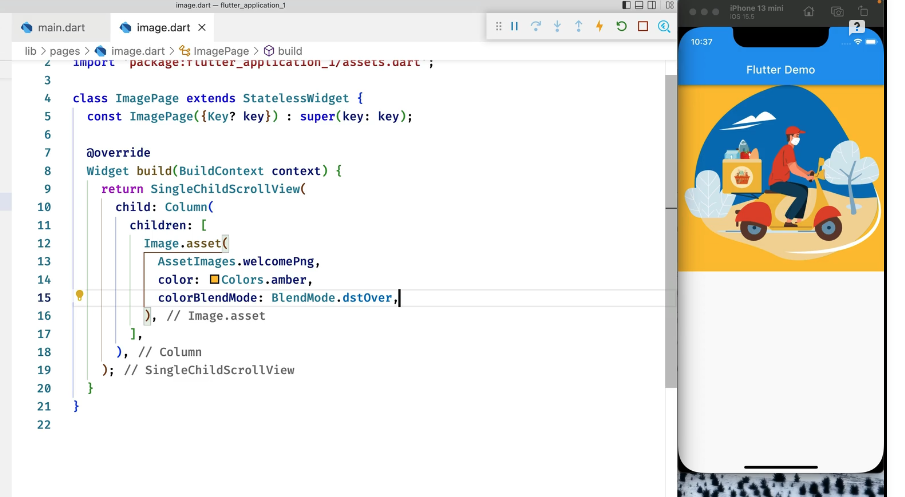 image.dart — flutter_application_1
main.dart
image.dart
lib > pages > image.dart > ImagePage > build
iPhone 13 mini
iOS 15.5
10:37
Flutter Demo
2 import 'package:flutter_application_1/assets.dart';
3
4 class ImagePage extends StatelessWidget {
5 const ImagePage({Key? key}) : super(key: key);
6
7 @override
8 Widget build(BuildContext context) {
9 return SingleChildScrollView(
10 child: Column(
11 children: [
12 Image.asset(
13 AssetImages.welcomePng,
14 color: Colors.amber,
15 colorBlendMode: BlendMode.dstOver,
16 ), // Image.asset
17 ],
18 ), // Column
19 ); // SingleChildScrollView
20 }
21 }
22